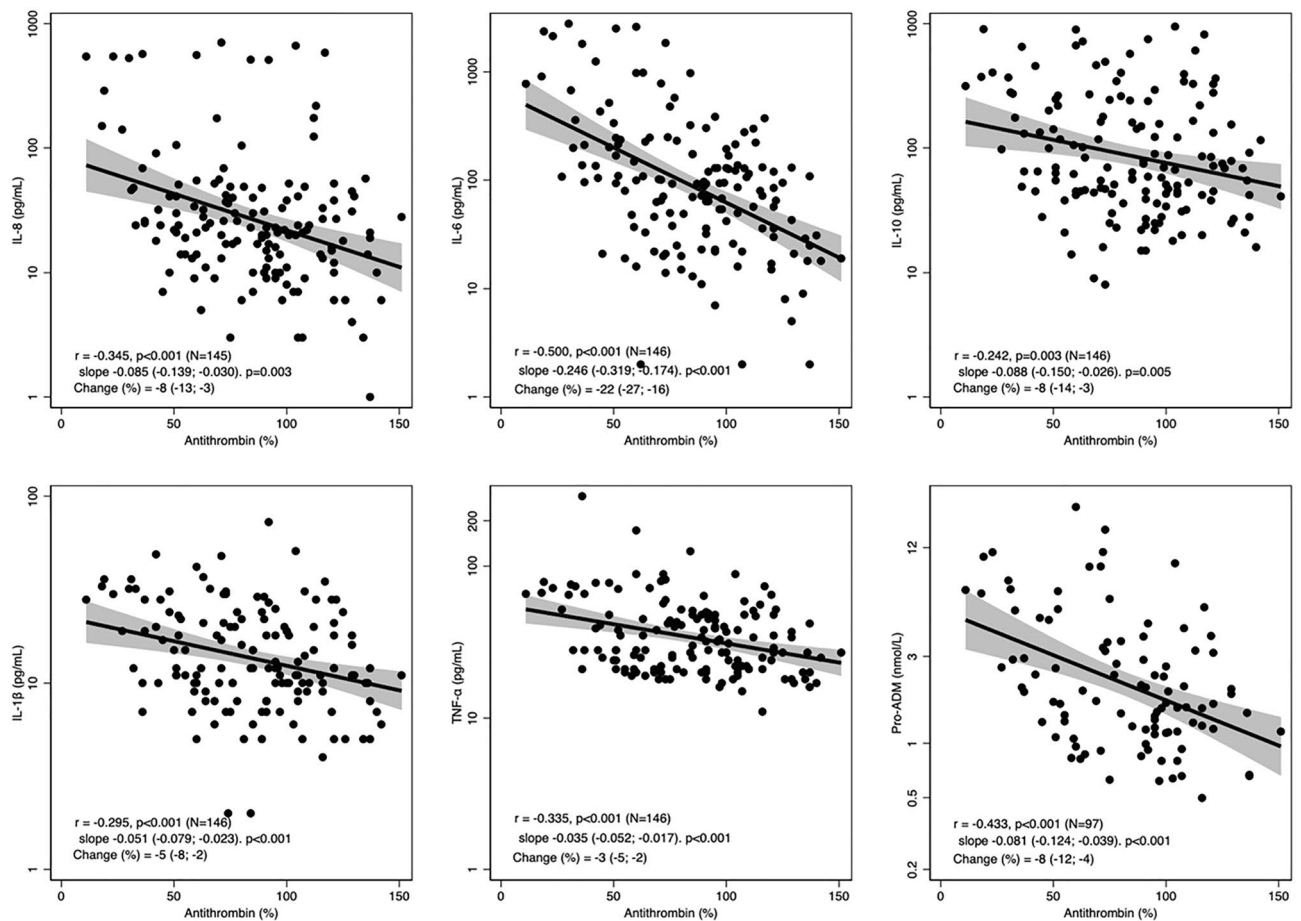 1000
100
10
1
IL-8 (pg/mL)
r = -0.345, p<0.001 (N=145)
slope -0.085 (-0.139; -0.030). p=0.003
Change (%) = -8 (-13; -3)
0 50 100 150
Antithrombin (%)
1000
100
10
1
IL-6 (pg/mL)
r = -0.500, p<0.001 (N=146)
slope -0.246 (-0.319; -0.174). p<0.001
Change (%) = -22 (-27; -16)
0 50 100 150
Antithrombin (%)
1000
100
10
1
IL-10 (pg/mL)
r = -0.242, p=0.003 (N=146)
slope -0.088 (-0.150; -0.026). p=0.005
Change (%) = -8 (-14; -3)
0 50 100 150
Antithrombin (%)
100
10
1
IL-1β (pg/mL)
r = -0.295, p<0.001 (N=146)
slope -0.051 (-0.079; -0.023). p<0.001
Change (%) = -5 (-8; -2)
0 50 100 150
Antithrombin (%)
200
100
10
1
TNF-α (pg/mL)
r = -0.335, p<0.001 (N=146)
slope -0.035 (-0.052; -0.017). p<0.001
Change (%) = -3 (-5; -2)
0 50 100 150
Antithrombin (%)
12
3
1
0.5
0.2
Pro-ADM (nmol/L)
r = -0.433, p<0.001 (N=97)
slope -0.081 (-0.124; -0.039). p<0.001
Change (%) = -8 (-12; -4)
0 50 100 150
Antithrombin (%)